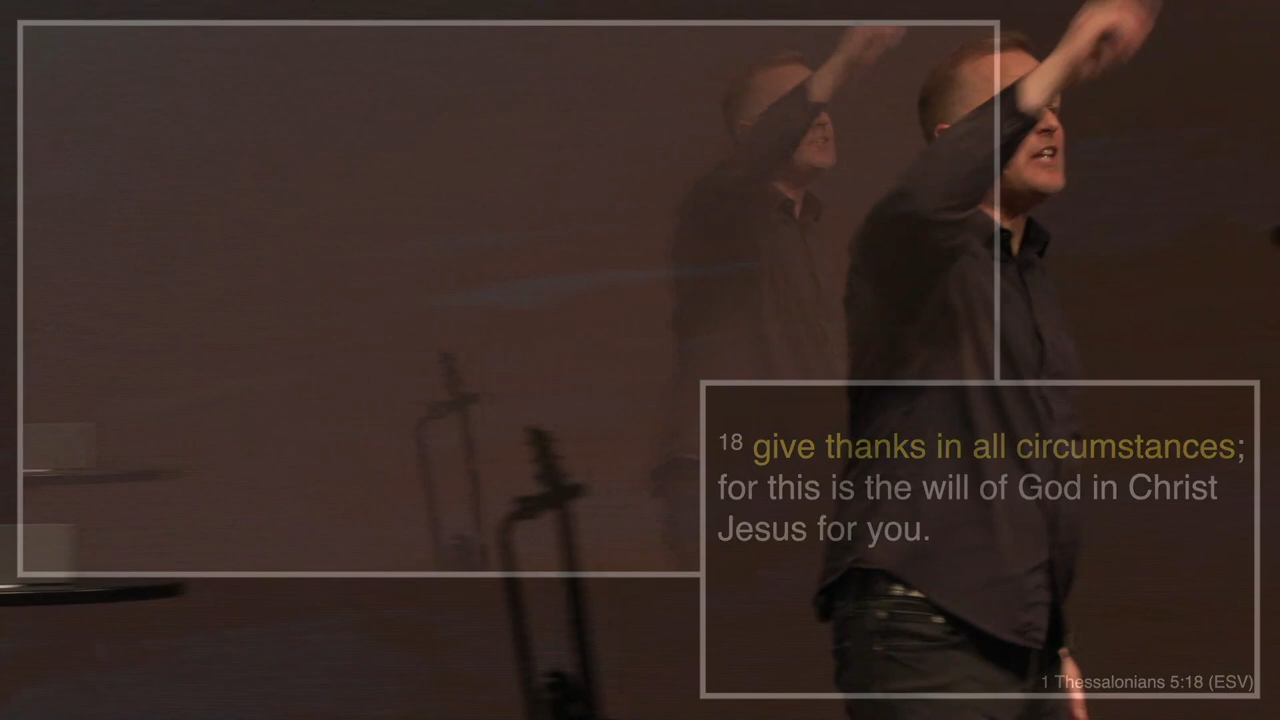 18 give thanks in all circumstances;
for this is the will of God in Christ
Jesus for you.
1 Thessalonians 5:18 (ESV)